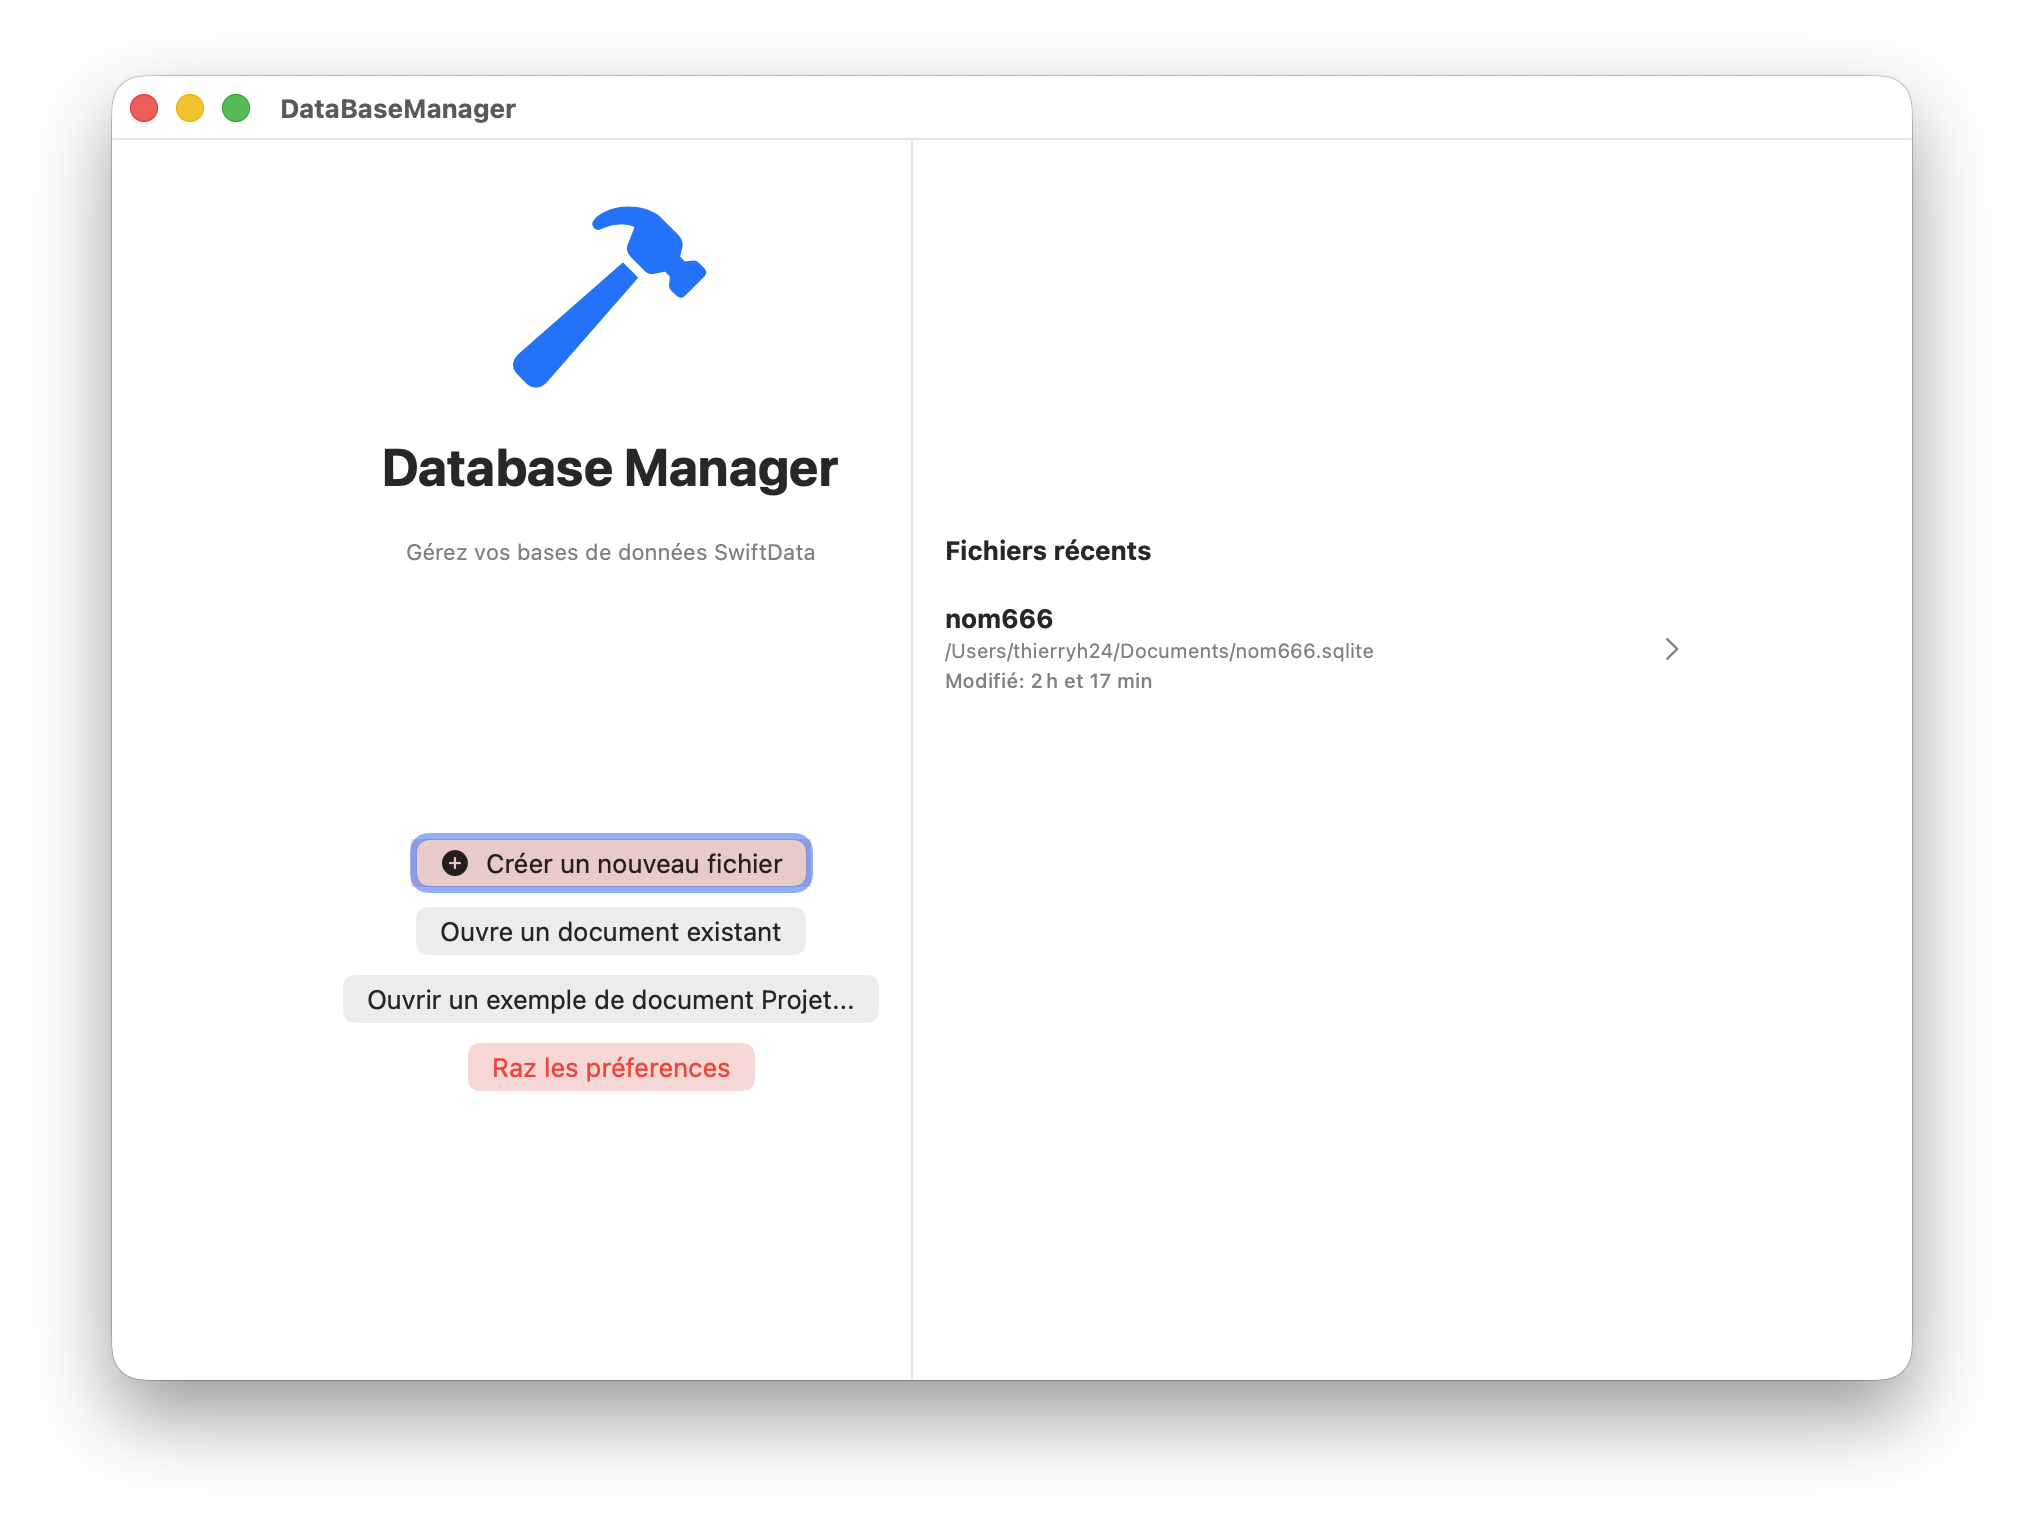 DataBaseManager
Database Manager
Gérez vos bases de données SwiftData
Créer un nouveau fichier
Ouvre un document existant
Ouvrir un exemple de document Projet...
Raz les préferences
Fichiers récents
nom666
/Users/thierryh24/Documents/nom666.sqlite
Modifié: 2 h et 17 min